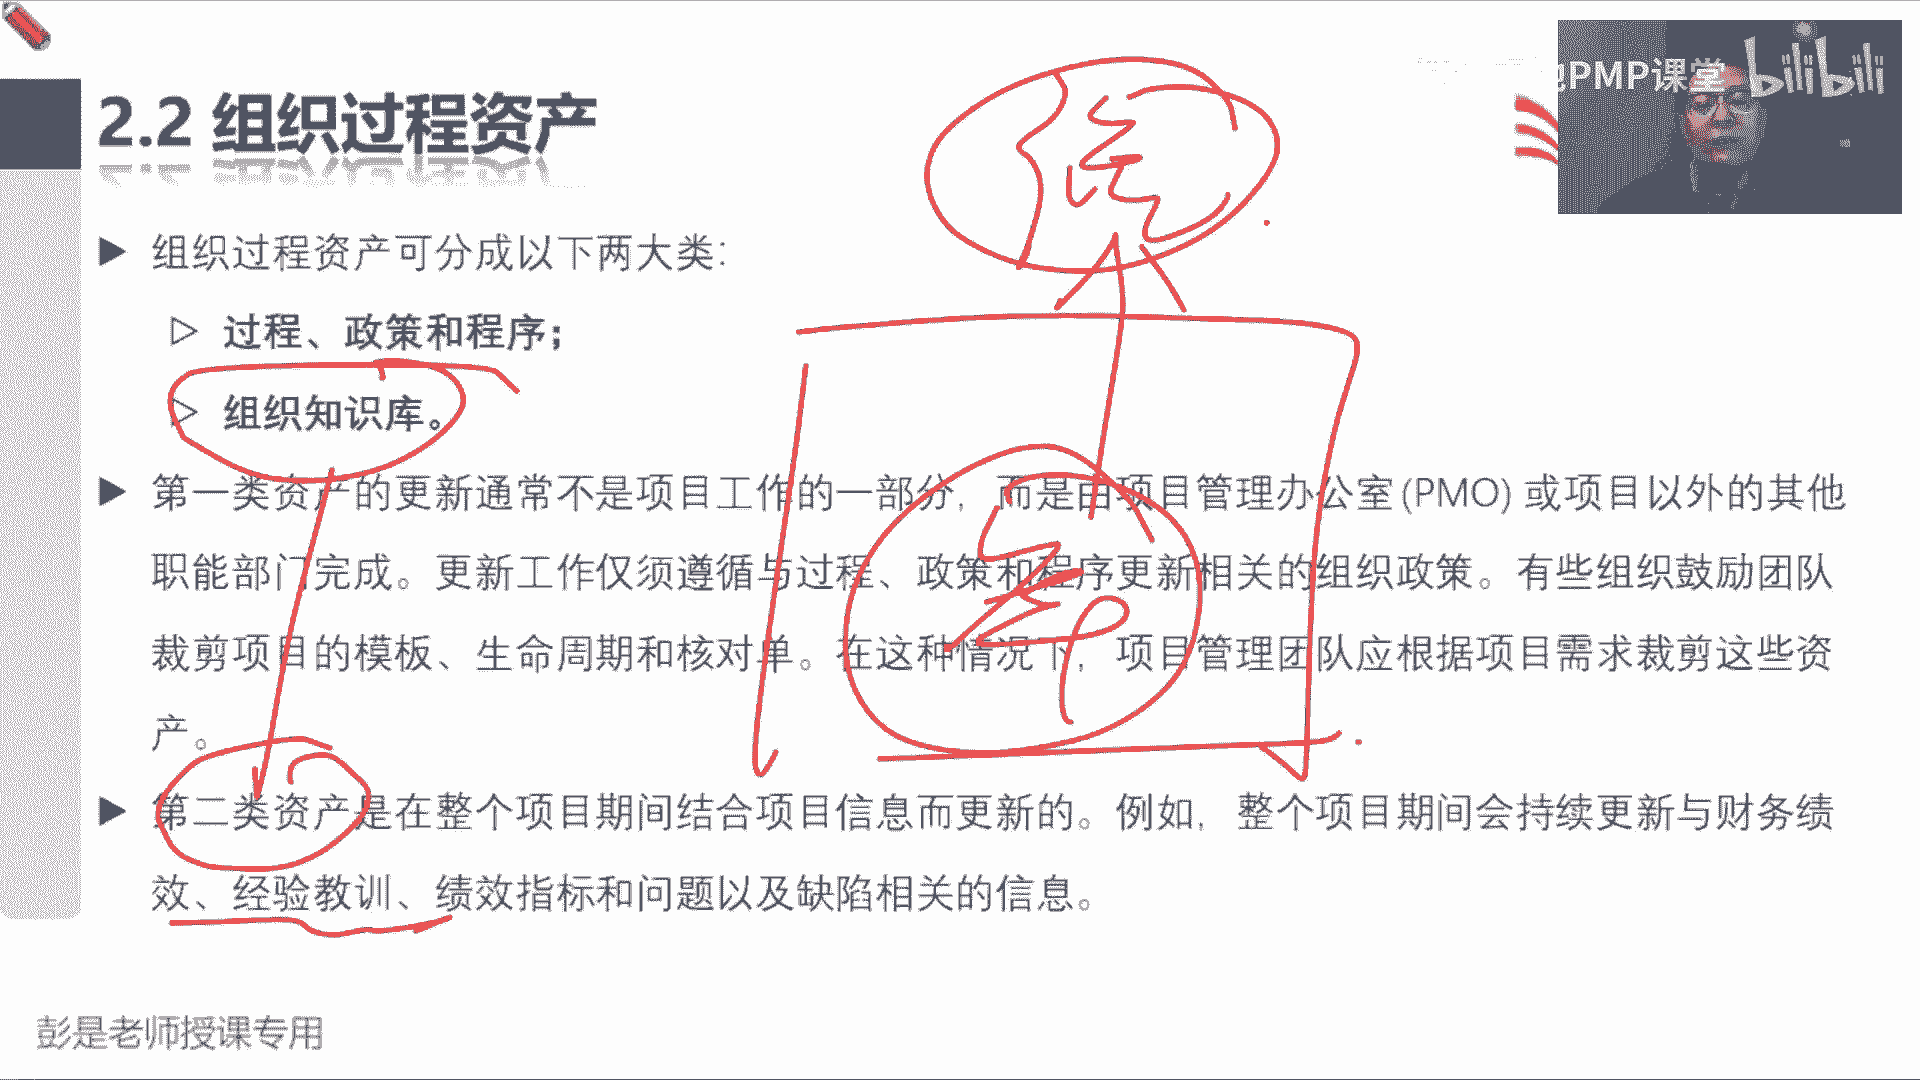 PMP课堂
bilibili
2.2 组织过程资产
组织过程资产可分成以下两大类：
过程、政策和程序；
组织知识库。
第一类资产的更新通常不是项目工作的一部分，而是由项目管理办公室(PMO) 或项目以外的其他
职能部门完成。更新工作仅须遵循与过程、政策和程序更新相关的组织政策。有些组织鼓励团队
裁剪项目的模板、生命周期和核对单。在这种情况下，项目管理团队应根据项目需求裁剪这些资
产。
第二类资产是在整个项目期间结合项目信息而更新的。例如，整个项目期间会持续更新与财务绩
效、经验教训、绩效指标和问题以及缺陷相关的信息。
彭是老师授课专用